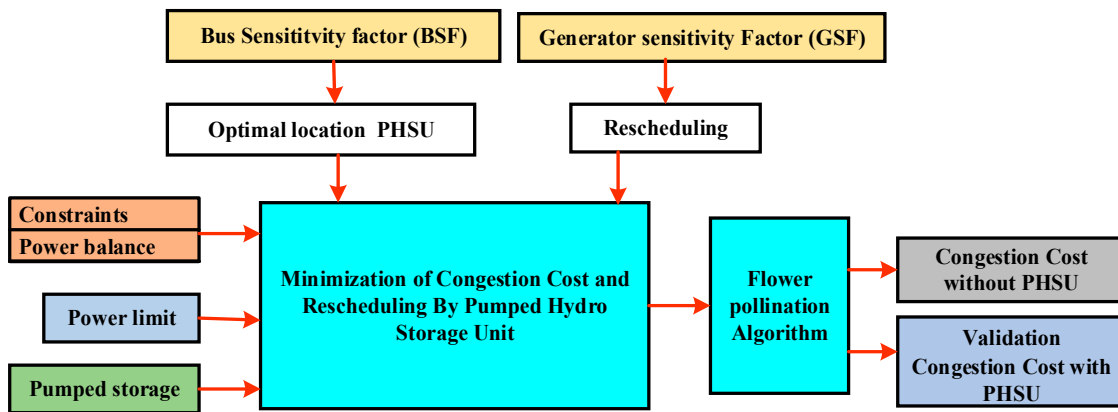 Bus Sensititvity factor (BSF)
Generator sensitivity Factor (GSF)
Optimal location PHSU
Rescheduling
Constraints
Power balance
Power limit
Pumped storage
Minimization of Congestion Cost and
Rescheduling By Pumped Hydro
Storage Unit
Flower
pollination
Algorithm
Congestion Cost
without PHSU
Validation
Congestion Cost with
PHSU